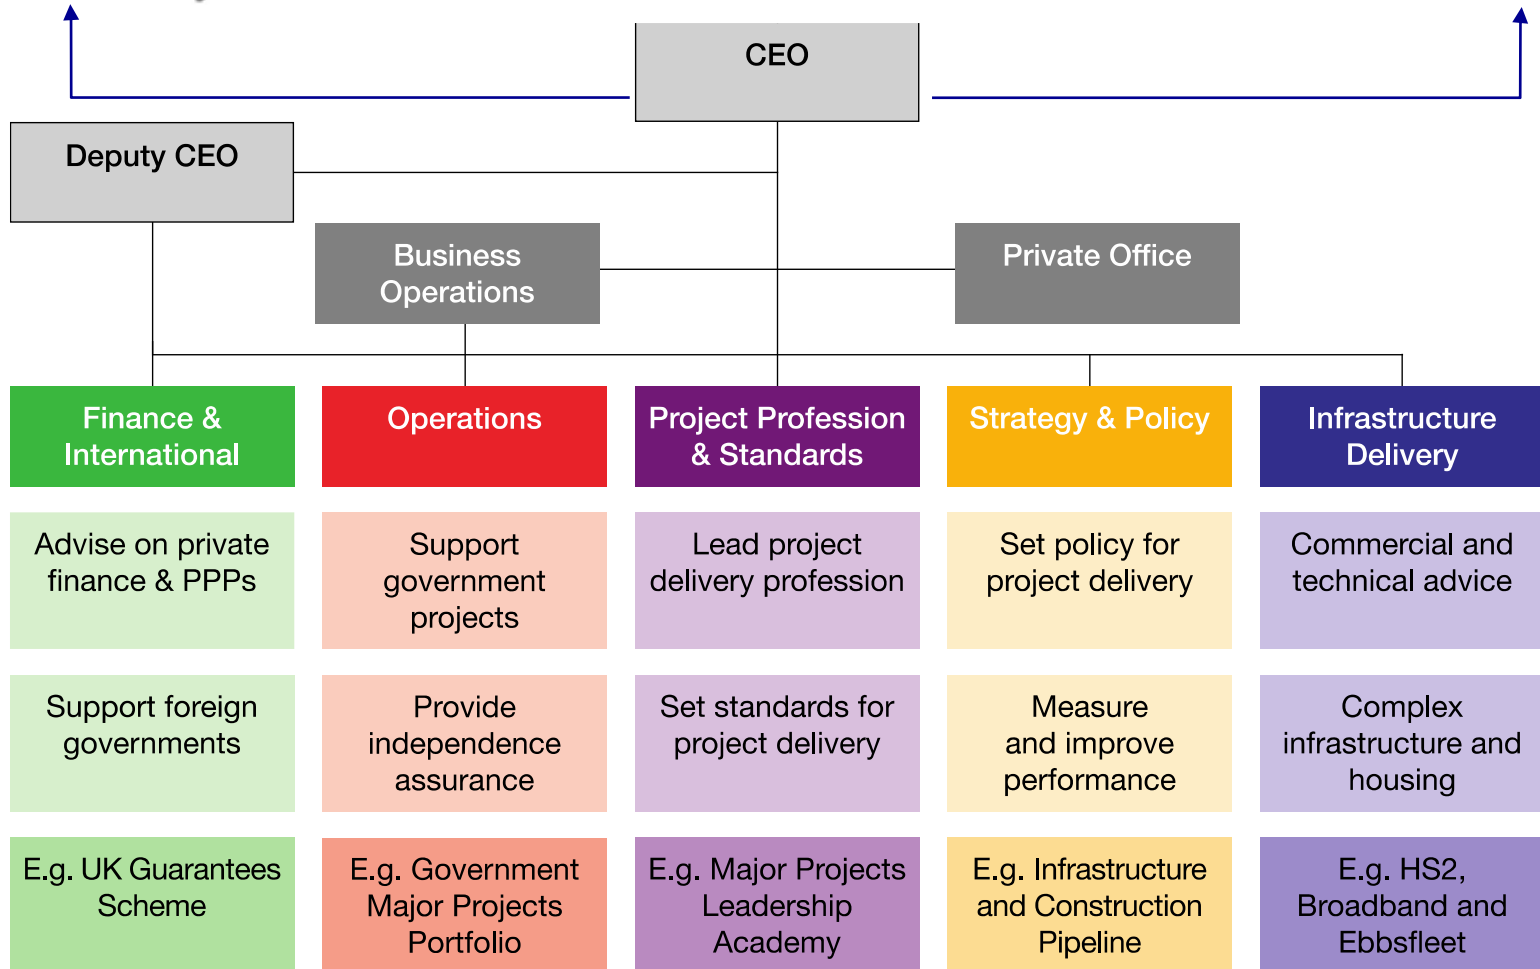 CEO
Deputy CEO
Business
Operations
Private Office
Finance &
International
Operations
Project Profession
& Standards
Strategy & Policy
Infrastructure
Delivery
Advise on private
finance & PPPs
Support
government
projects
Lead project
delivery profession
Set policy for
project delivery
Commercial and
technical advice
Support foreign
governments
Provide
independence
assurance
Set standards for
project delivery
Measure
and improve
performance
Complex
infrastructure and
housing
E.g. UK Guarantees
Scheme
E.g. Government
Major Projects
Portfolio
E.g. Major Projects
Leadership
Academy
E.g. Infrastructure
and Construction
Pipeline
E.g. HS2,
Broadband and
Ebbsfleet